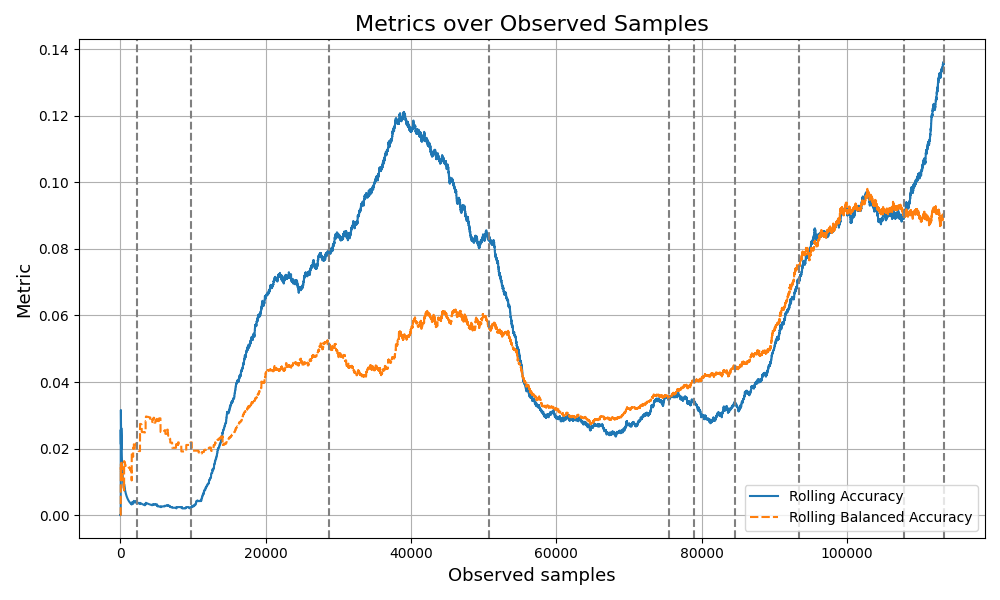 Metrics over Observed Samples
Metric
0.14
0.12
0.10
0.08
0.06
0.04
0.02
0.00
0 20000 40000 60000 80000 100000
Observed samples
Rolling Accuracy
Rolling Balanced Accuracy